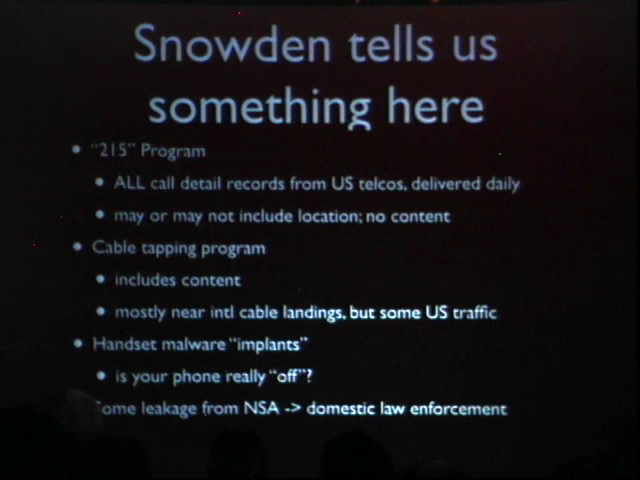 Snowden tells us
something here
• "215" Program
• ALL call detail records from US telcos, delivered daily
• may or may not include location; no content
• Cable tapping program
• includes content
• mostly near intl cable landings, but some US traffic
• Handset malware "implants"
• is your phone really "off"?
ome leakage from NSA -> domestic law enforcement